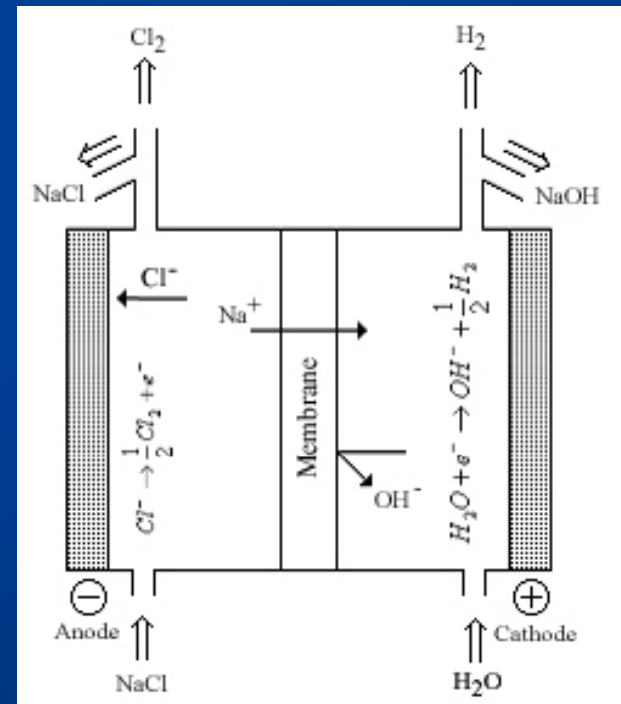 Cl₂
H₂
NaCl
NaOH
Cl⁻
Na⁺
Cl⁻ → 1/2 Cl₂ + e⁻
Membrane
OH⁻
H₂O + e⁻ → OH⁻ + 1/2 H₂
⊖
⊕
Anode
Cathode
NaCl
H₂O